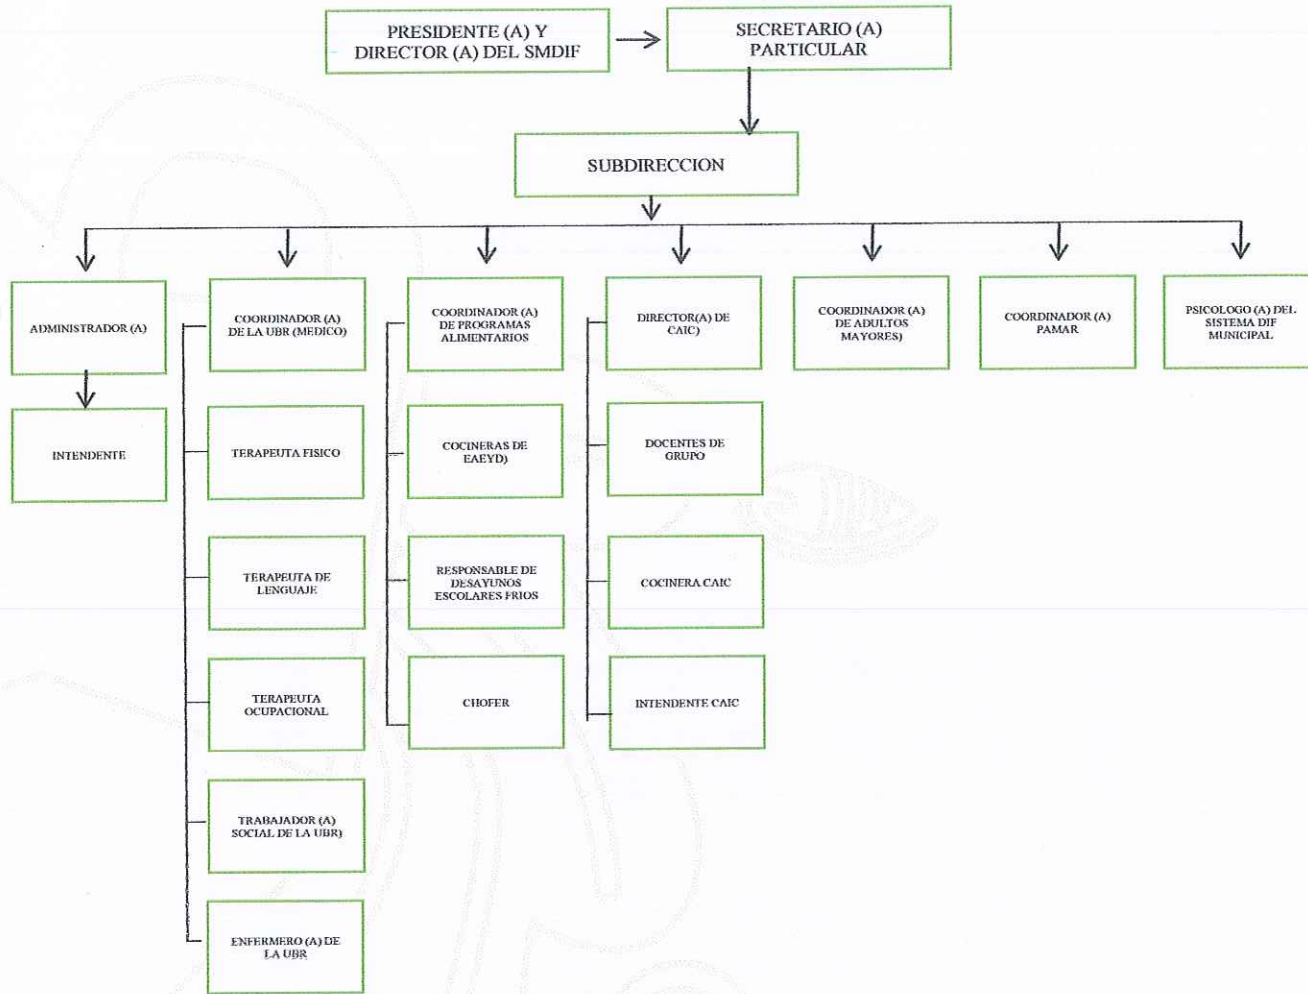 PRESIDENTE (A) Y
DIRECTOR (A) DEL SMDIF
SECRETARIO (A)
PARTICULAR
SUBDIRECCION
ADMINISTRADOR (A)
COORDINADOR (A)
DE LA UBR (MEDICO)
COORDINADOR (A)
DE PROGRAMAS
ALIMENTARIOS
DIRECTOR(A) DE
CAIC)
COORDINADOR (A)
DE ADULTOS
MAYORES)
COORDINADOR (A)
PAMAR
PSICOLOGO (A) DEL
SISTEMA DIF
MUNICIPAL
INTENDENTE
TERAPEUTA FISICO
COCINERAS DE
EAEYD)
DOCENTES DE
GRUPO
TERAPEUTA DE
LENGUAJE
RESPONSABLE DE
DESAYUNOS
ESCOLARES FRIOS
COCINERA CAIC
TERAPEUTA
OCUPACIONAL
CHOFER
INTENDENTE CAIC
TRABAJADOR (A)
SOCIAL DE LA UBR)
ENFERMERO (A) DE
LA UBR